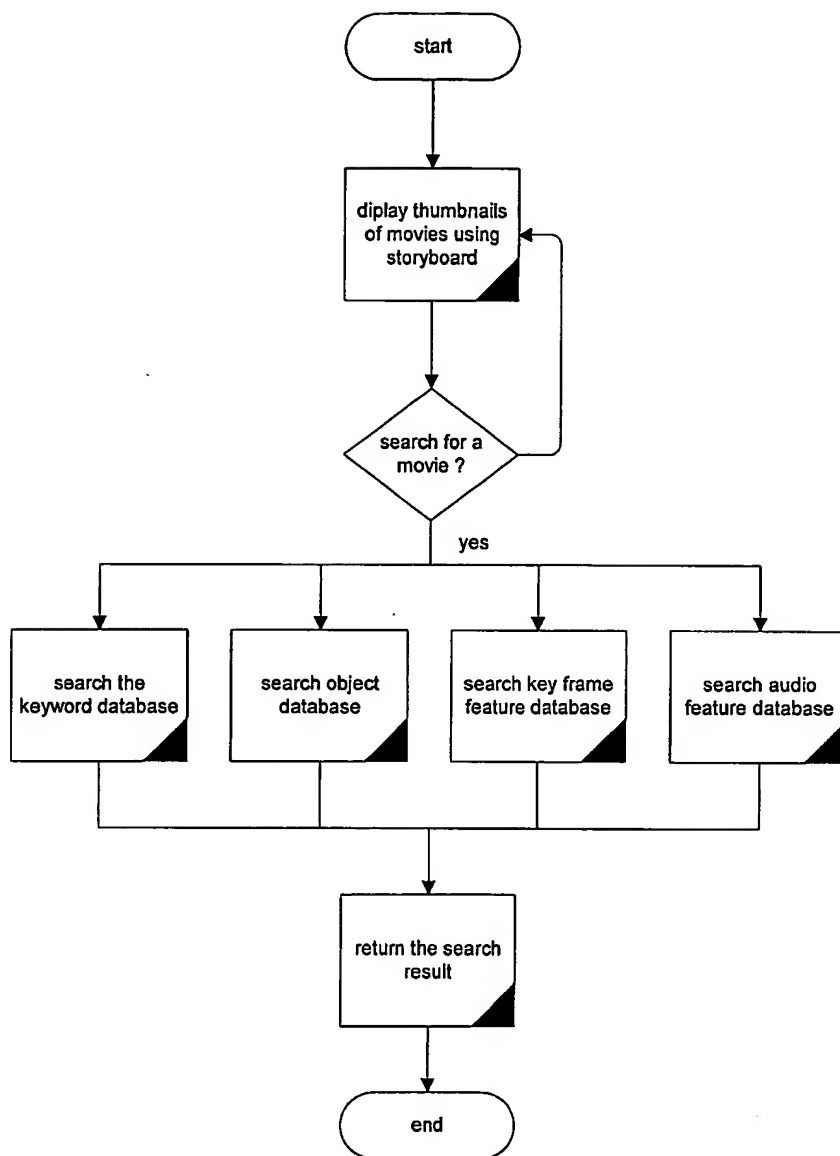 start
diplay thumbnails
of movies using
storyboard
search for a
movie ?
yes
search the
keyword database
search object
database
search key frame
feature database
search audio
feature database
return the search
result
end